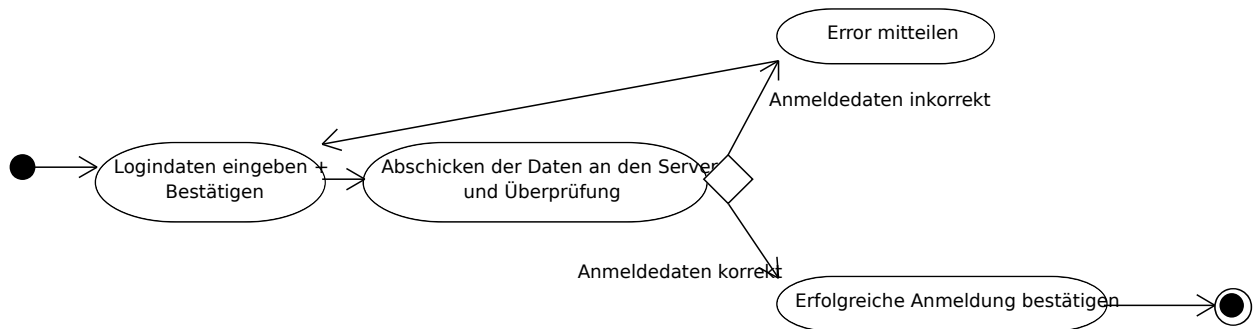 Error mitteilen
Anmeldedaten inkorrekt
Logindaten eingeben +
Bestätigen
Abschicken der Daten an den Server
und Überprüfung
Anmeldedaten korrekt
Erfolgreiche Anmeldung bestätigen